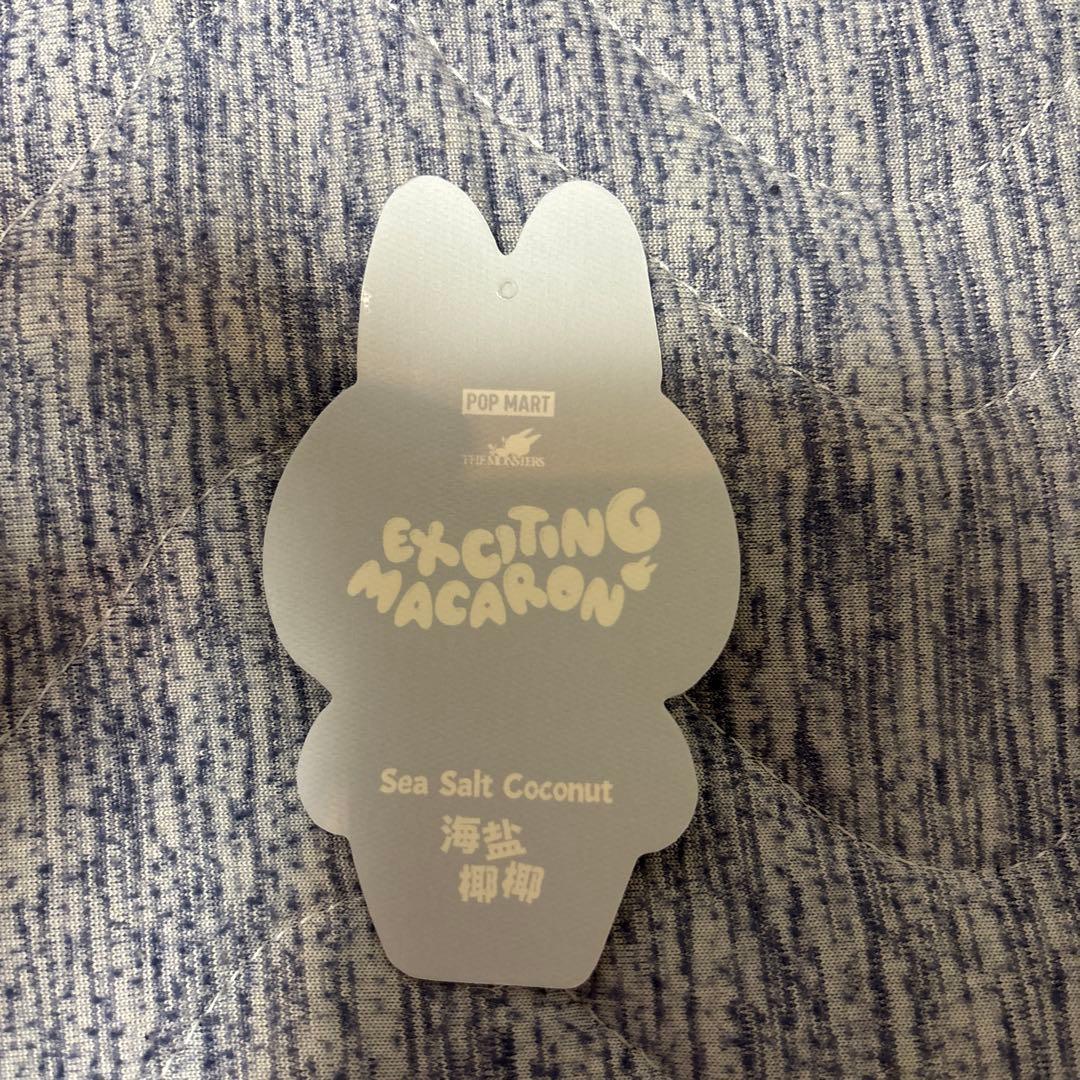 POP MART
THE MONSTERS
EXCITING
MACARON
Sea Salt Coconut
海盐
椰椰